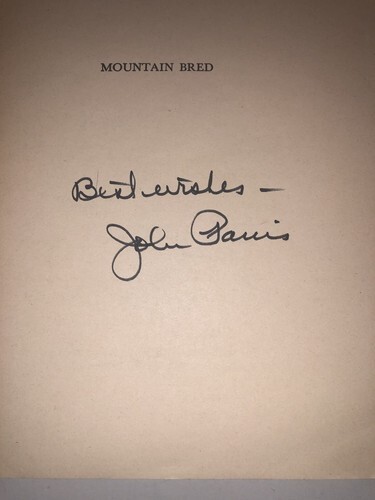 MOUNTAIN BRED
Best wishes –
John Parris